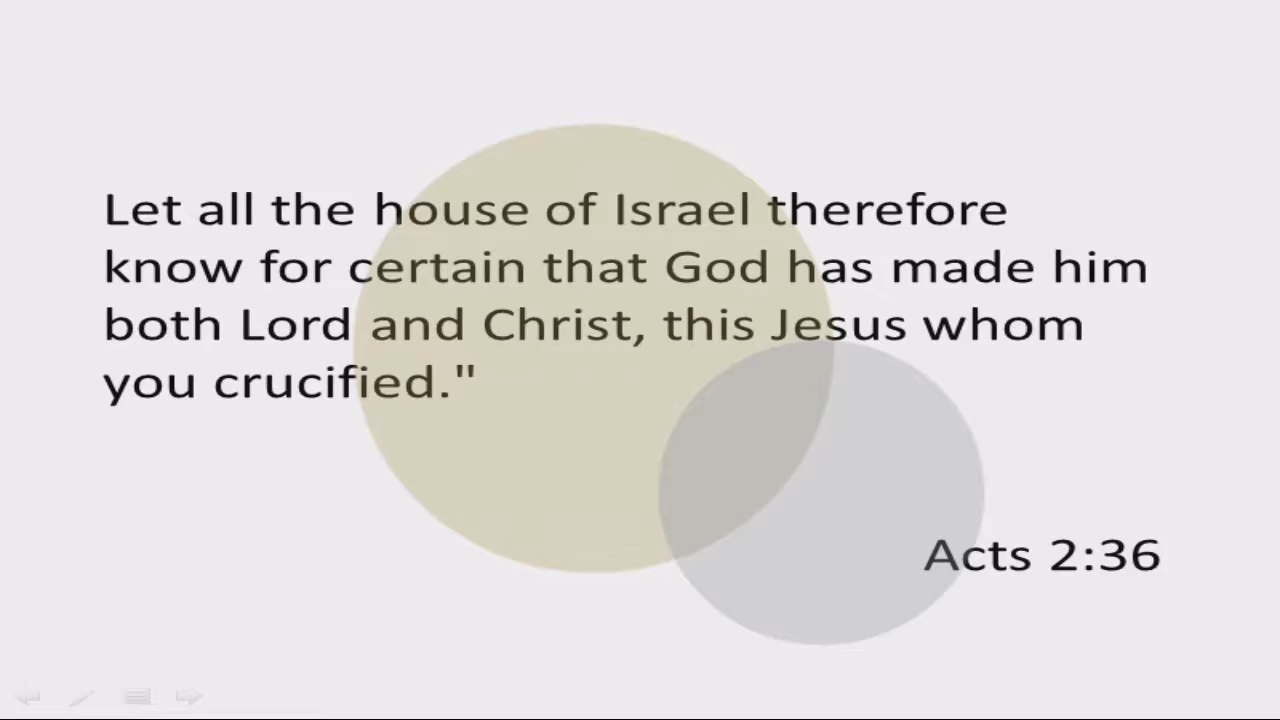 Let all the house of Israel therefore
know for certain that God has made him
both Lord and Christ, this Jesus whom
you crucified."
Acts 2:36